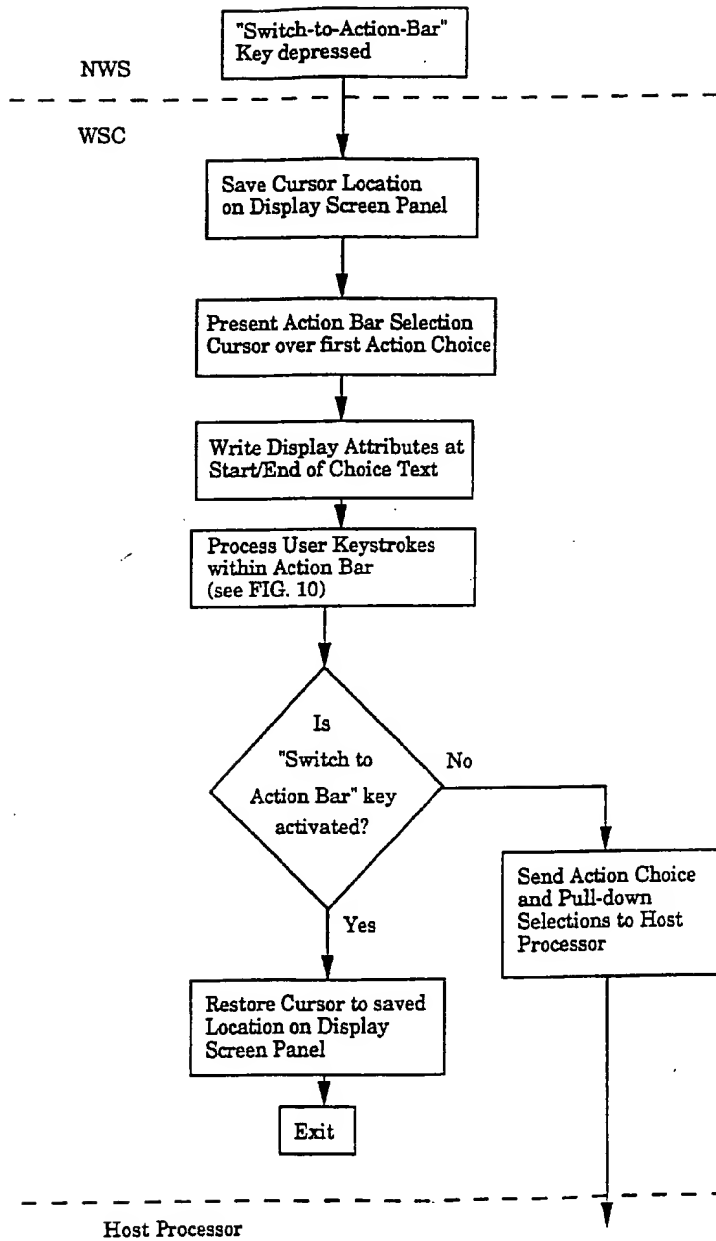 "Switch-to-Action-Bar"
Key depressed
NWS
WSC
Save Cursor Location
on Display Screen Panel
Present Action Bar Selection
Cursor over first Action Choice
Write Display Attributes at
Start/End of Choice Text
Process User Keystrokes
within Action Bar
(see FIG. 10)
Is
"Switch to
Action Bar" key
activated?
No
Yes
Send Action Choice
and Pull-down
Selections to Host
Processor
Restore Cursor to saved
Location on Display
Screen Panel
Exit
Host Processor